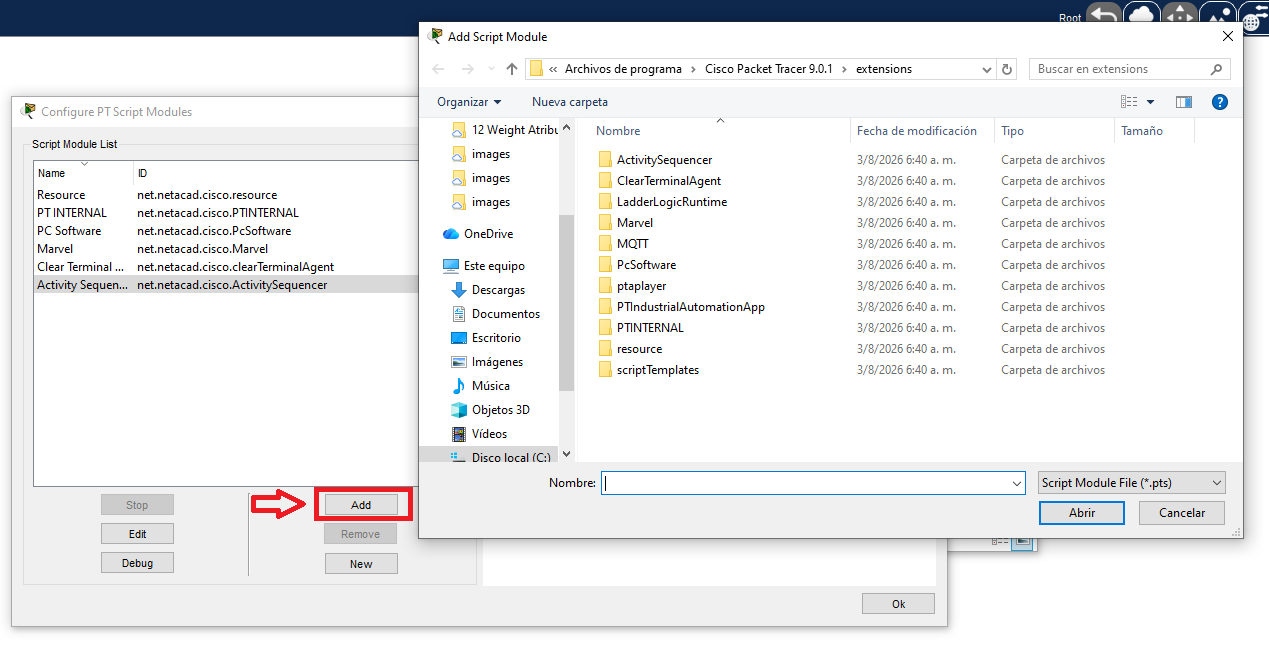 Root
Add Script Module
« Archivos de programa › Cisco Packet Tracer 9.0.1 › extensions
Buscar en extensions
Organizar
Nueva carpeta
?
12 Weight Atribu
images
images
images
OneDrive
Este equipo
Descargas
Documentos
Escritorio
Imágenes
Música
Objetos 3D
Vídeos
Disco local (C:)
Nombre Fecha de modificación Tipo Tamaño
ActivitySequencer 3/8/2026 6:40 a. m. Carpeta de archivos
ClearTerminalAgent 3/8/2026 6:40 a. m. Carpeta de archivos
LadderLogicRuntime 3/8/2026 6:40 a. m. Carpeta de archivos
Marvel 3/8/2026 6:40 a. m. Carpeta de archivos
MQTT 3/8/2026 6:40 a. m. Carpeta de archivos
PcSoftware 3/8/2026 6:40 a. m. Carpeta de archivos
ptaplayer 3/8/2026 6:40 a. m. Carpeta de archivos
PTIndustrialAutomationApp 3/8/2026 6:40 a. m. Carpeta de archivos
PTINTERNAL 3/8/2026 6:40 a. m. Carpeta de archivos
resource 3/8/2026 6:40 a. m. Carpeta de archivos
scriptTemplates 3/8/2026 6:40 a. m. Carpeta de archivos
Nombre:
Script Module File (*.pts)
Abrir
Cancelar
Configure PT Script Modules
Script Module List
Name ID
Resource net.netacad.cisco.resource
PT INTERNAL net.netacad.cisco.PTINTERNAL
PC Software net.netacad.cisco.PcSoftware
Marvel net.netacad.cisco.Marvel
Clear Terminal ... net.netacad.cisco.clearTerminalAgent
Activity Sequen... net.netacad.cisco.ActivitySequencer
Stop
Edit
Debug
Add
Remove
New
Ok